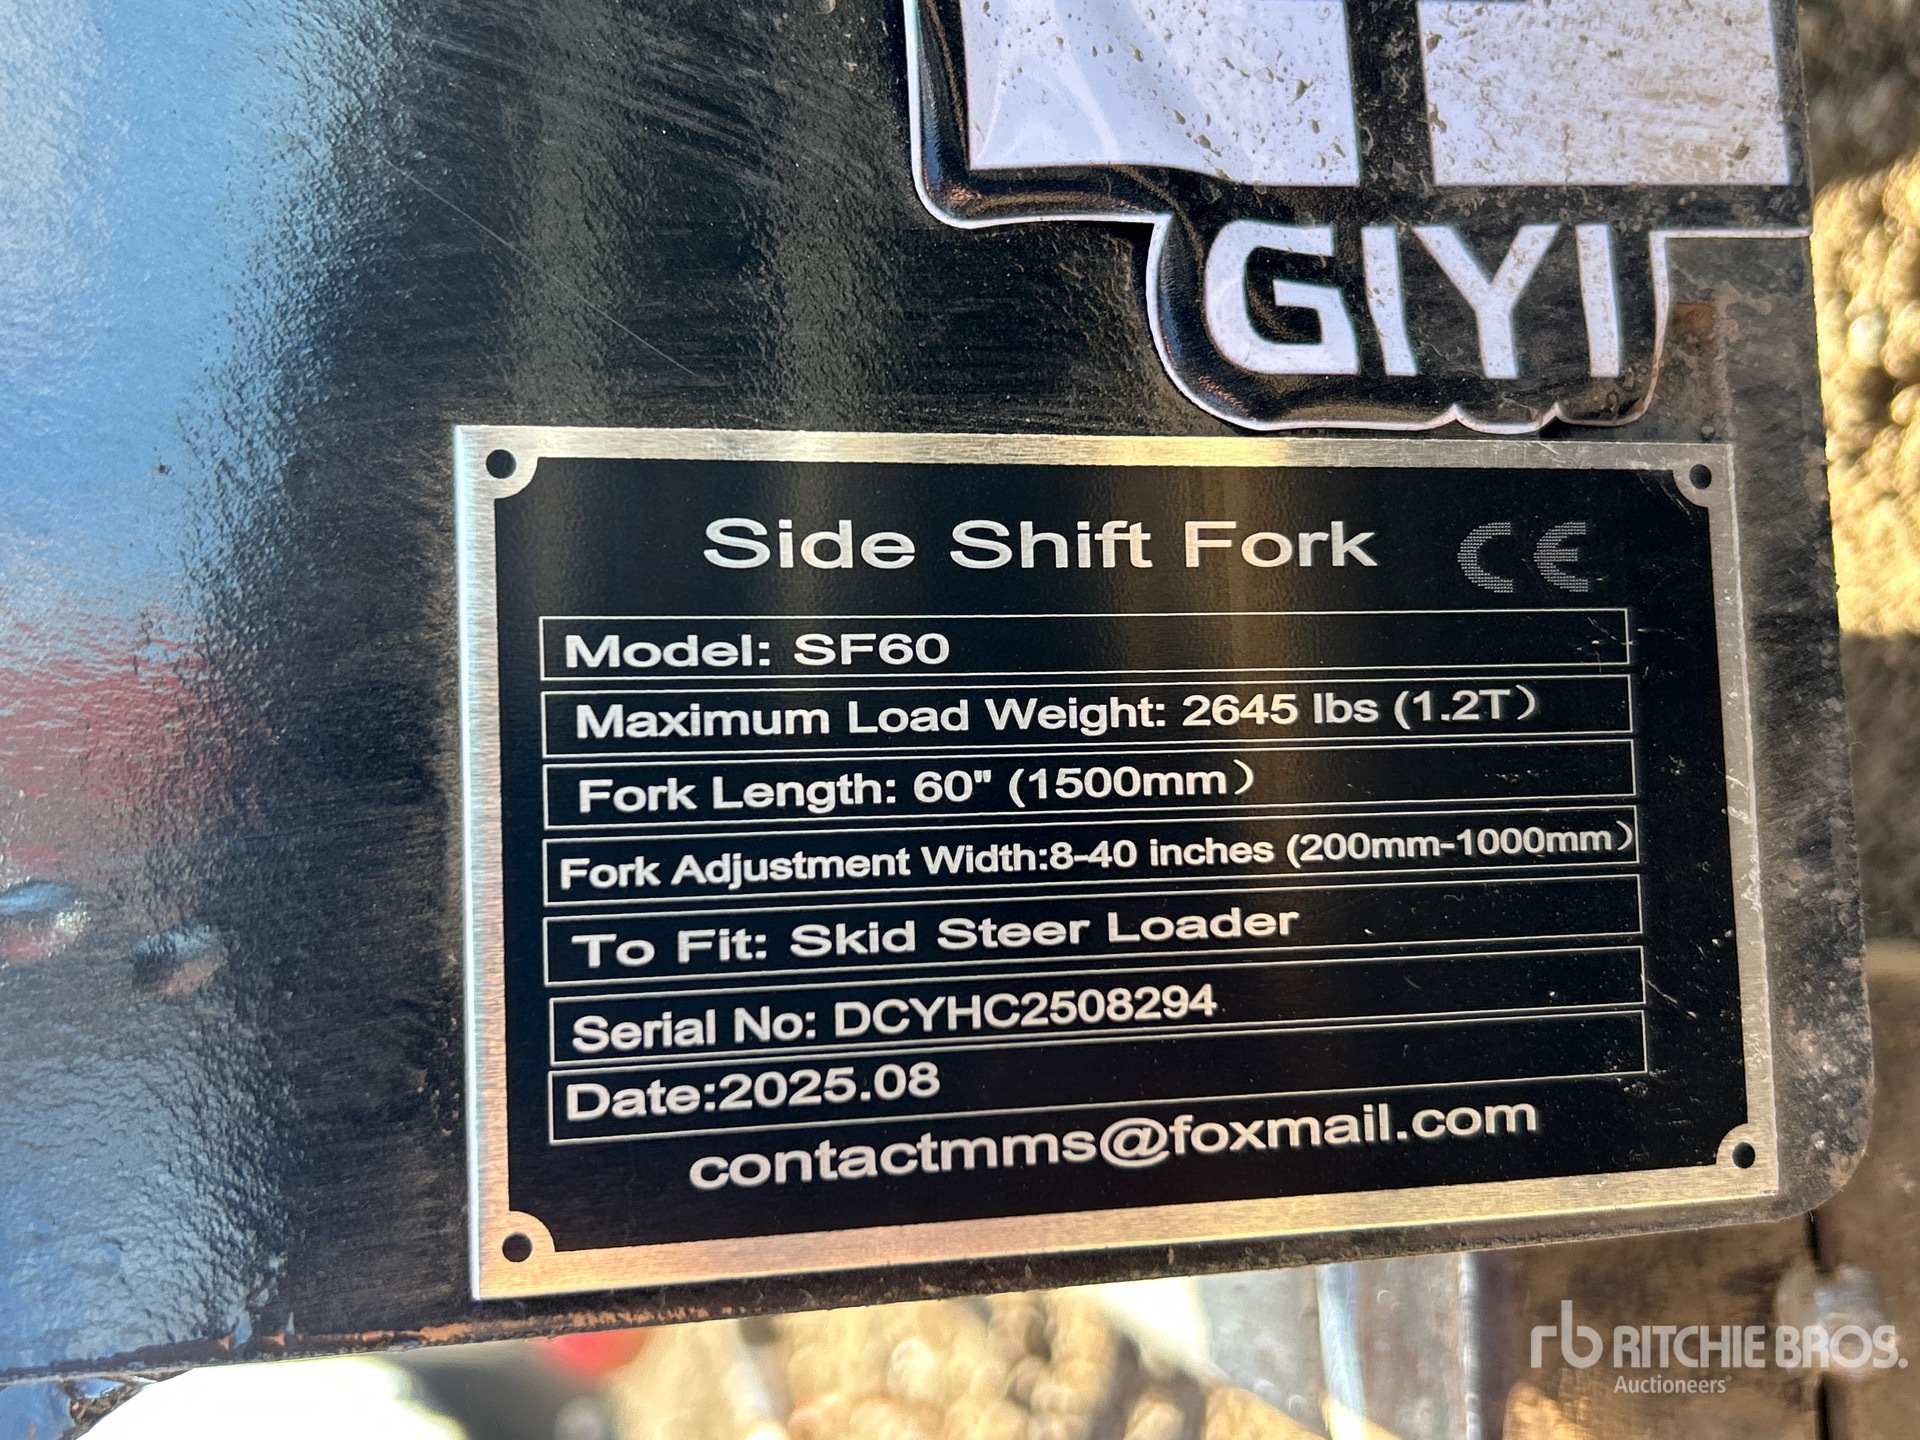 GIYI
Side Shift Fork CE
Model: SF60
Maximum Load Weight: 2645 lbs (1.2T）
Fork Length: 60" (1500mm）
Fork Adjustment Width:8-40 inches (200mm-1000mm）
To Fit: Skid Steer Loader
Serial No: DCYHC2508294
Date:2025.08
contactmms@foxmail.com
rb RITCHIE BROS.
Auctioneers